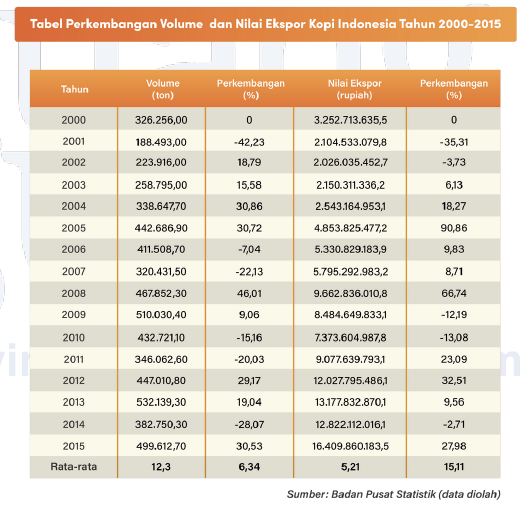 Tabel Perkembangan Volume dan Nilai Ekspor Kopi Indonesia Tahun 2000-2015
Tahun Volume (ton) Perkembangan (%) Nilai Ekspor (rupiah) Perkembangan (%)
2000 326.256,00 0 3.252.713.635,5 0
2001 188.493,00 -42,23 2.104.533.079,8 -35,31
2002 223.916,00 18,79 2.026.035.452,7 -3,73
2003 258.795,00 15,58 2.150.311.336,2 6,13
2004 338.647,70 30,86 2.543.164.953,1 18,27
2005 442.686,90 30,72 4.853.825.477,2 90,86
2006 411.508,70 -7,04 5.330.829.183,9 9,83
2007 320.431,50 -22,13 5.795.292.983,2 8,71
2008 467.852,30 46,01 9.662.836.010,8 66,74
2009 510.030,40 9,06 8.484.649.833,1 -12,19
2010 432.721,10 -15,16 7.373.604.987,8 -13,08
2011 346.062,60 -20,03 9.077.639.793,1 23,09
2012 447.010,80 29,17 12.027.795.486,1 32,51
2013 532.139,30 19,04 13.177.832.870,1 9,56
2014 382.750,30 -28,07 12.822.112.016,1 -2,71
2015 499.612,70 30,53 16.409.860.183,5 27,98
Rata-rata 12,3 6,34 5,21 15,11
Sumber: Badan Pusat Statistik (data diolah)